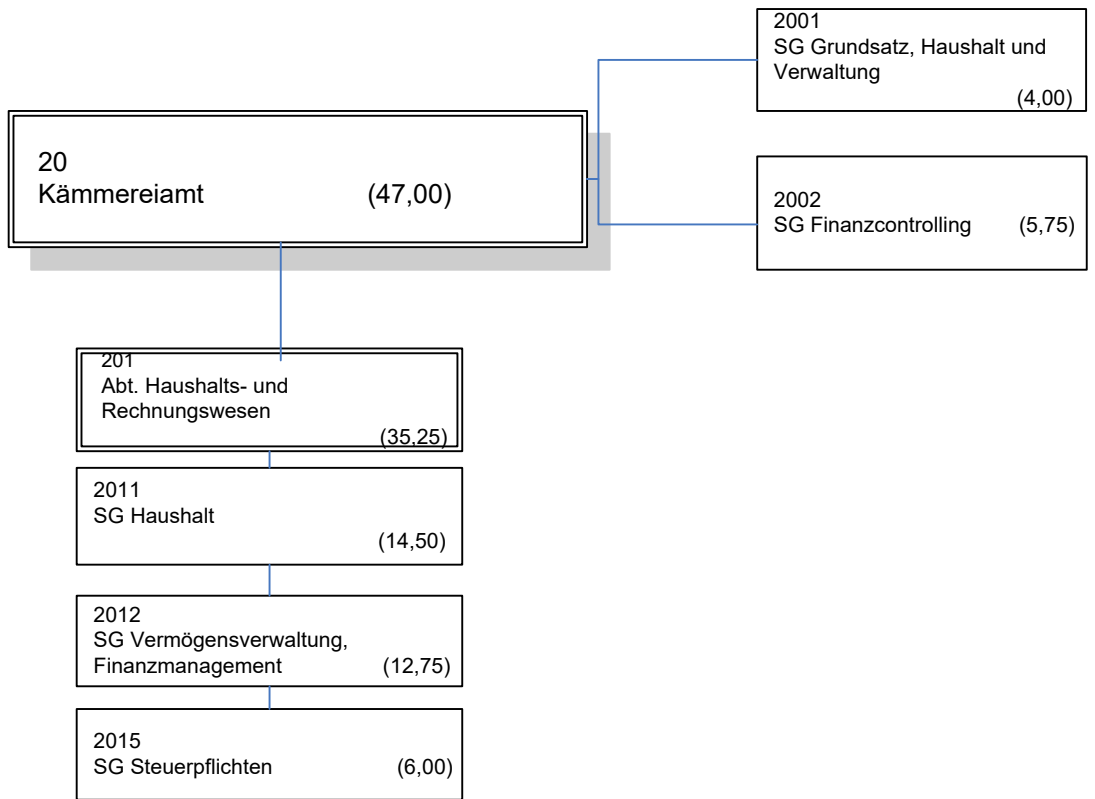 20
Kämmereiamt (47,00)
2001
SG Grundsatz, Haushalt und
Verwaltung
(4,00)
2002
SG Finanzcontrolling (5,75)
201
Abt. Haushalts- und
Rechnungswesen
(35,25)
2011
SG Haushalt
(14,50)
2012
SG Vermögensverwaltung,
Finanzmanagement (12,75)
2015
SG Steuerpflichten (6,00)